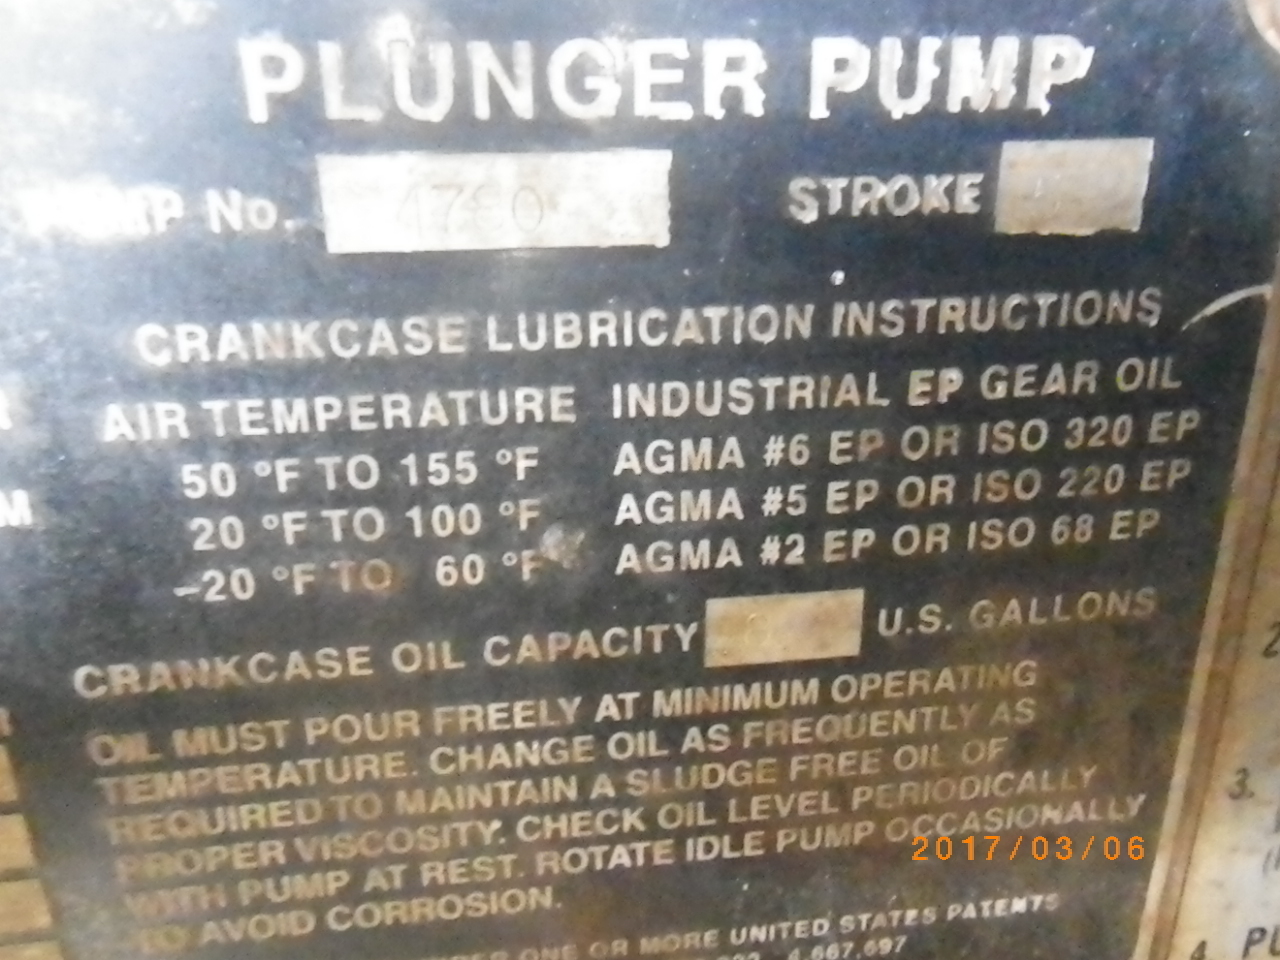 PLUNGER PUMP
PUMP No. STROKE
CRANKCASE LUBRICATION INSTRUCTIONS
AIR TEMPERATURE INDUSTRIAL EP GEAR OIL
50 °F TO 155 °F AGMA #6 EP OR ISO 320 EP
20 °F TO 100 °F AGMA #5 EP OR ISO 220 EP
–20 °F TO 60 °F AGMA #2 EP OR ISO 68 EP
CRANKCASE OIL CAPACITY U.S. GALLONS
OIL MUST POUR FREELY AT MINIMUM OPERATING
TEMPERATURE. CHANGE OIL AS FREQUENTLY AS
REQUIRED TO MAINTAIN A SLUDGE FREE OIL OF
PROPER VISCOSITY. CHECK OIL LEVEL PERIODICALLY
WITH PUMP AT REST. ROTATE IDLE PUMP OCCASIONALLY
TO AVOID CORROSION.
ONE OR MORE UNITED STATES PATENTS
4,667,697
2017/03/06
3.
4.